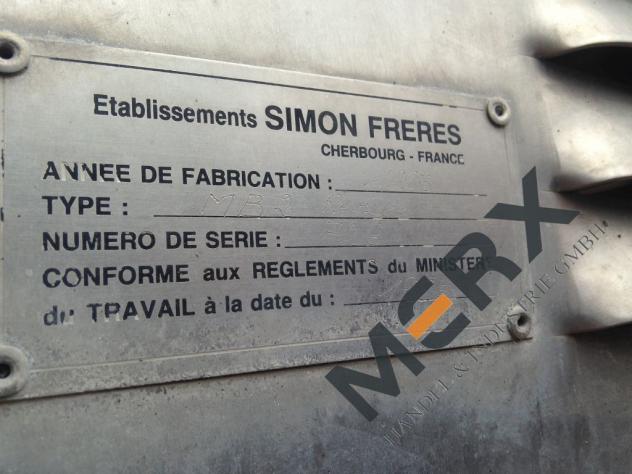 Etablissements SIMON FRERES
CHERBOURG - FRANCE
ANNEE DE FABRICATION :
TYPE :
NUMERO DE SERIE :
CONFORME aux REGLEMENTS du MINISTERE
du TRAVAIL à la date du :
MERX
HANDEL & INDUSTRIE GMBH